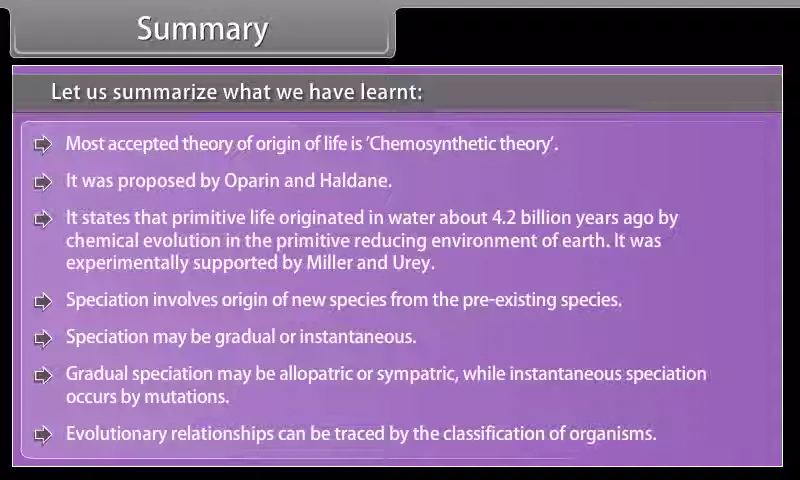 Summary
Let us summarize what we have learnt:
Most accepted theory of origin of life is ‘Chemosynthetic theory’.
It was proposed by Oparin and Haldane.
It states that primitive life originated in water about 4.2 billion years ago by
chemical evolution in the primitive reducing environment of earth. It was
experimentally supported by Miller and Urey.
Speciation involves origin of new species from the pre-existing species.
Speciation may be gradual or instantaneous.
Gradual speciation may be allopatric or sympatric, while instantaneous speciation
occurs by mutations.
Evolutionary relationships can be traced by the classification of organisms.